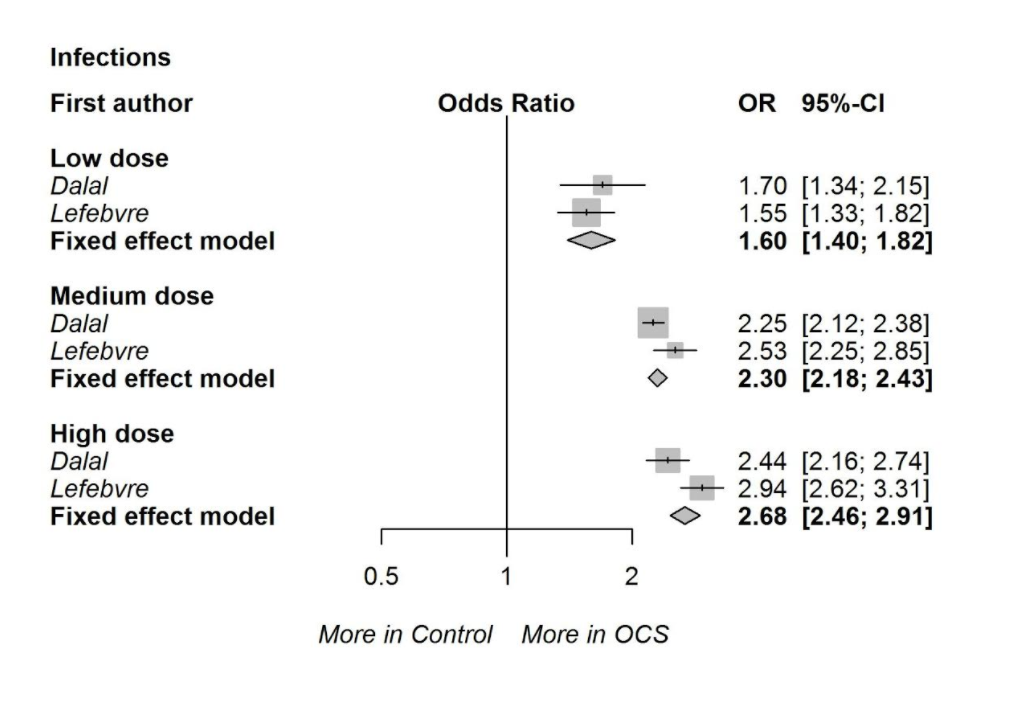 Infections
First author Odds Ratio OR 95%-CI
Low dose
Dalal 1.70 [1.34; 2.15]
Lefebvre 1.55 [1.33; 1.82]
Fixed effect model 1.60 [1.40; 1.82]
Medium dose
Dalal 2.25 [2.12; 2.38]
Lefebvre 2.53 [2.25; 2.85]
Fixed effect model 2.30 [2.18; 2.43]
High dose
Dalal 2.44 [2.16; 2.74]
Lefebvre 2.94 [2.62; 3.31]
Fixed effect model 2.68 [2.46; 2.91]
0.5 1 2
More in Control More in OCS